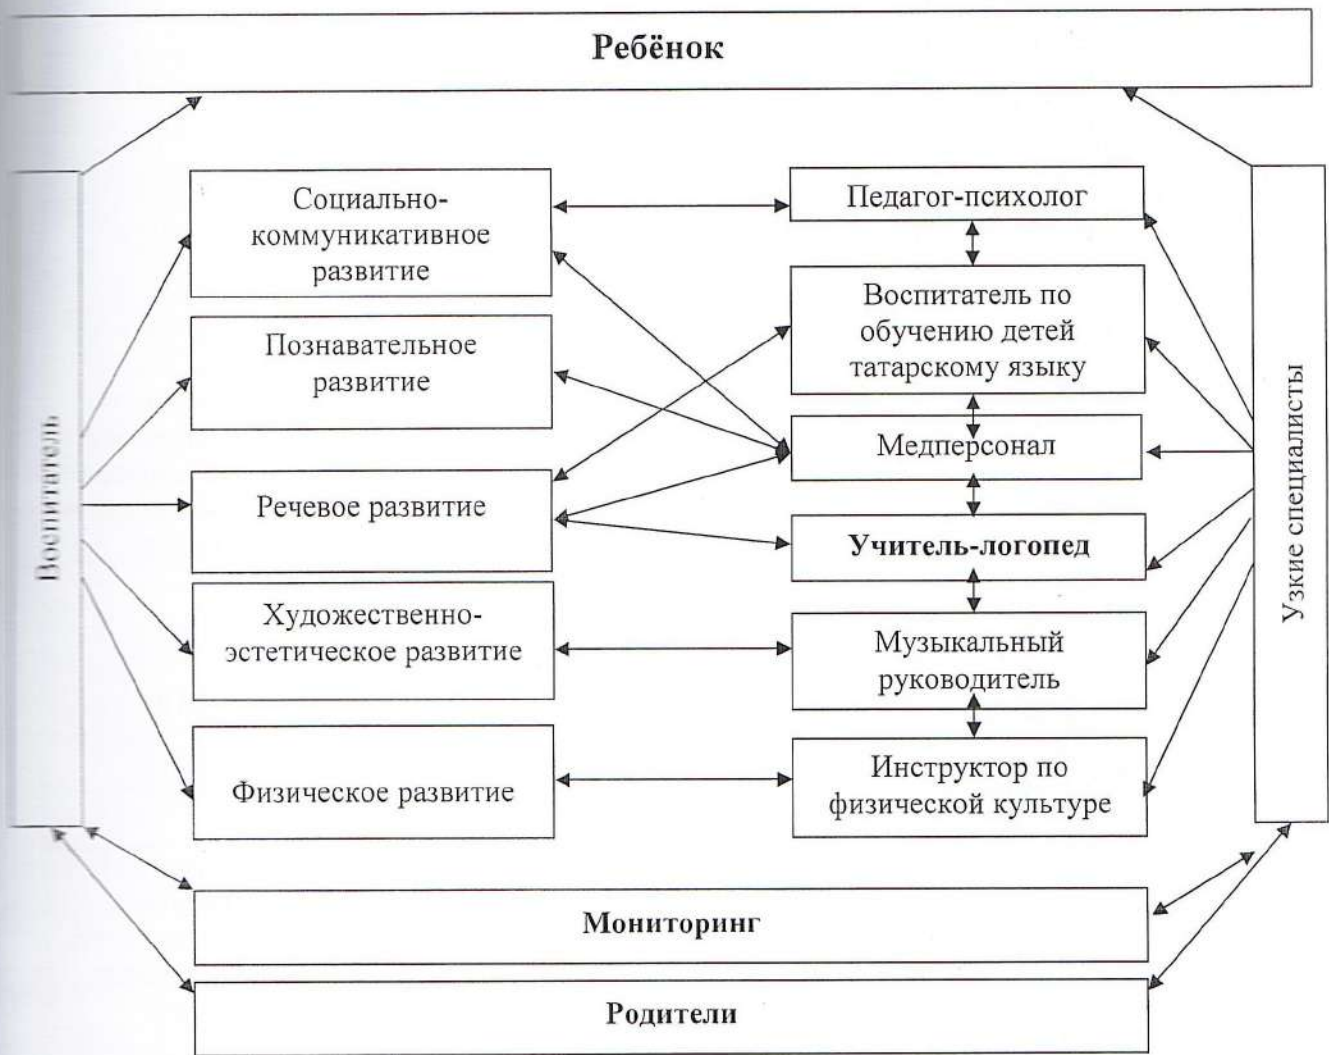 Ребёнок
Воспитатель
Социально-
коммуникативное
развитие
Познавательное
развитие
Речевое развитие
Художественно-
эстетическое развитие
Физическое развитие
Педагог-психолог
Воспитатель по
обучению детей
татарскому языку
Медперсонал
Учитель-логопед
Музыкальный
руководитель
Инструктор по
физической культуре
Узкие специалисты
Мониторинг
Родители